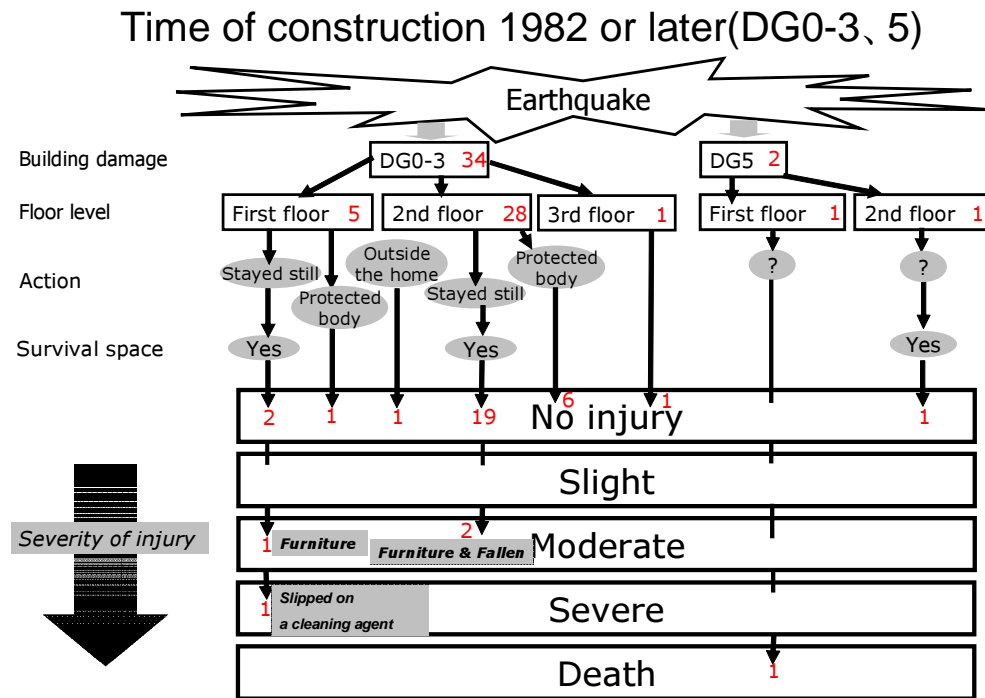 Time of construction 1982 or later(DG0-3、5)
Earthquake
Building damage
DG0-3 34
DG5 2
Floor level
First floor 5
2nd floor 28
3rd floor 1
First floor 1
2nd floor 1
Action
Stayed still
Protected
body
Outside
the home
Stayed still
Protected
body
?
?
Survival space
Yes
Yes
Yes
2
1
1
19
6
1
No injury
1
Slight
Severity of injury
1
Furniture
2
Furniture & Fallen
Moderate
1
Slipped on
a cleaning agent
Severe
Death
1